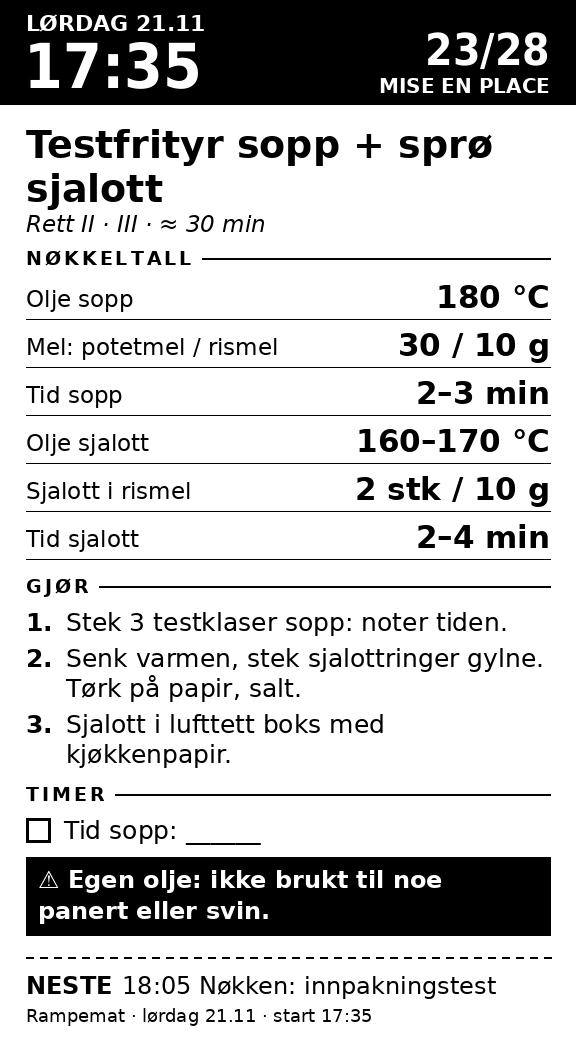 LØRDAG 21.11
17:35
23/28
MISE EN PLACE
Testfrityr sopp + sprø
sjalott
Rett II · III · ≈ 30 min
NØKKELTALL
Olje sopp 180 °C
Mel: potetmel / rismel 30 / 10 g
Tid sopp 2–3 min
Olje sjalott 160–170 °C
Sjalott i rismel 2 stk / 10 g
Tid sjalott 2–4 min
GJØR
1. Stek 3 testklaser sopp: noter tiden.
2. Senk varmen, stek sjalottringer gylne.
Tørk på papir, salt.
3. Sjalott i lufttett boks med
kjøkkenpapir.
TIMER
☐ Tid sopp: ______
⚠ Egen olje: ikke brukt til noe
panert eller svin.
NESTE 18:05 Nøkken: innpakningstest
Rampemat · lørdag 21.11 · start 17:35